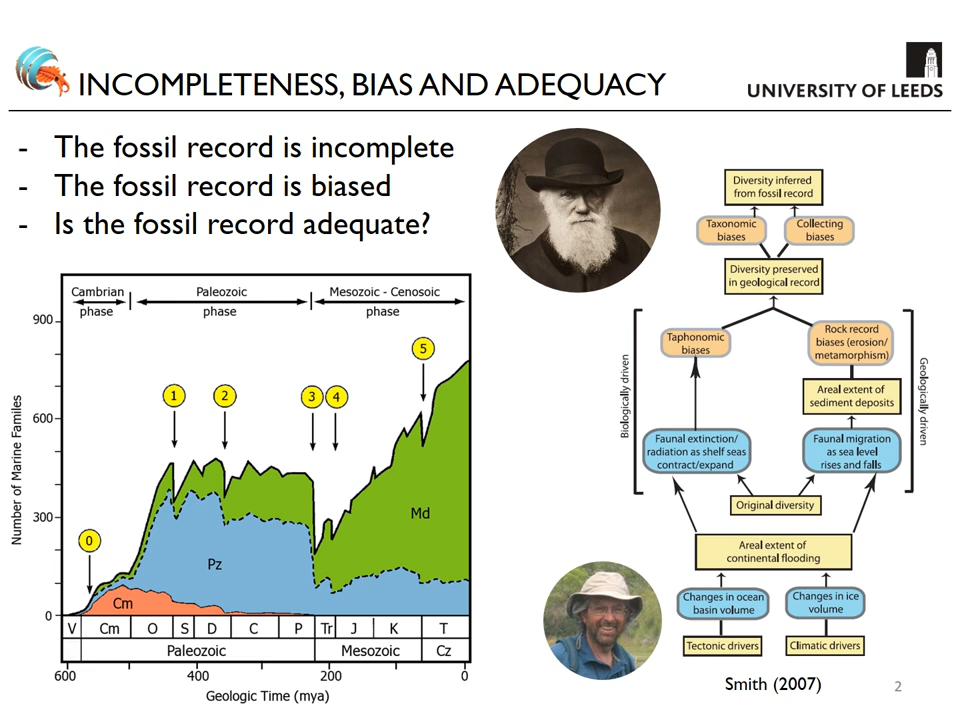 INCOMPLETENESS, BIAS AND ADEQUACY
UNIVERSITY OF LEEDS
- The fossil record is incomplete
- The fossil record is biased
- Is the fossil record adequate?
Cambrian
phase
Paleozoic
phase
Mesozoic - Cenosoic
phase
Number of Marine Familes
900
600
300
0
0
1
2
3
4
5
Cm
Pz
Md
V Cm O S D C P Tr J K T
Paleozoic Mesozoic Cz
600 400 200 0
Geologic Time (mya)
Diversity inferred
from fossil record
Taxonomic
biases
Collecting
biases
Diversity preserved
in geological record
Taphonomic
biases
Rock record
biases (erosion/
metamorphism)
Areal extent of
sediment deposits
Biologically driven
Geologically driven
Faunal extinction/
radiation as shelf seas
contract/expand
Faunal migration
as sea level
rises and falls
Original diversity
Areal extent of
continental flooding
Changes in ocean
basin volume
Changes in ice
volume
Tectonic drivers
Climatic drivers
Smith (2007)
2